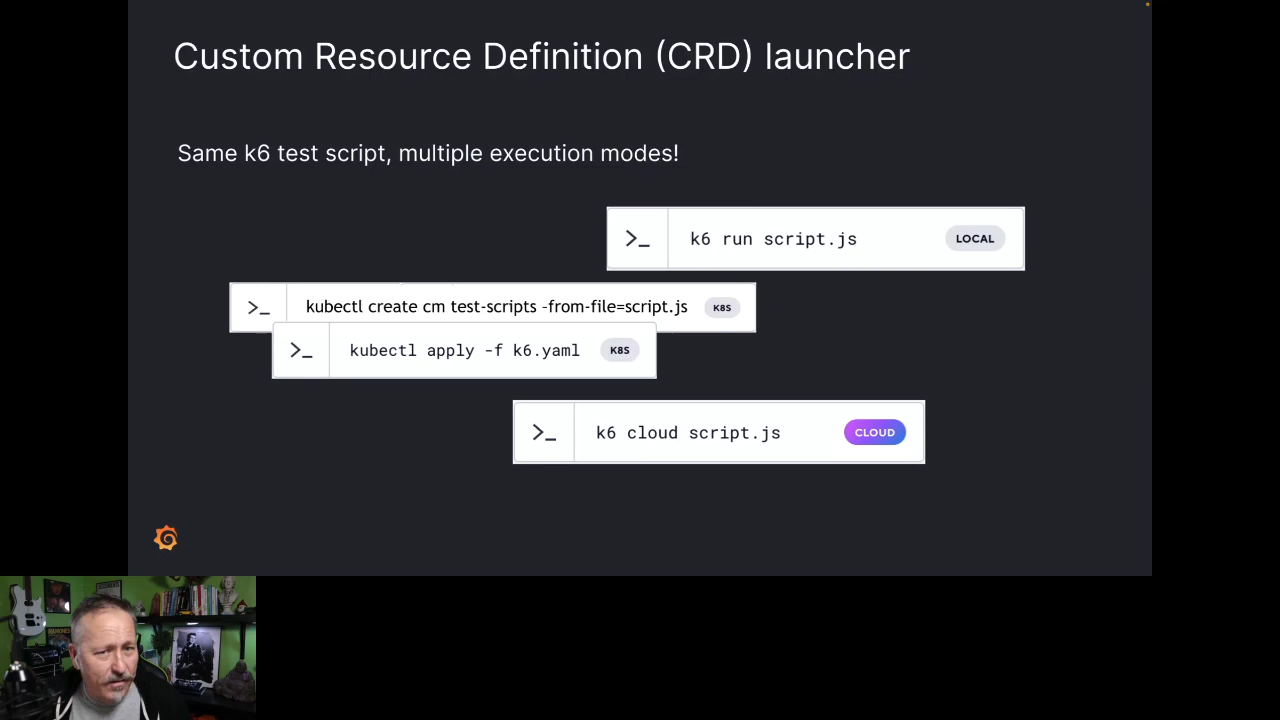 Custom Resource Definition (CRD) launcher
Same k6 test script, multiple execution modes!
>_ k6 run script.js LOCAL
>_ kubectl create cm test-scripts -from-file=script.js K8S
>_ kubectl apply -f k6.yaml K8S
>_ k6 cloud script.js CLOUD
RAMONES